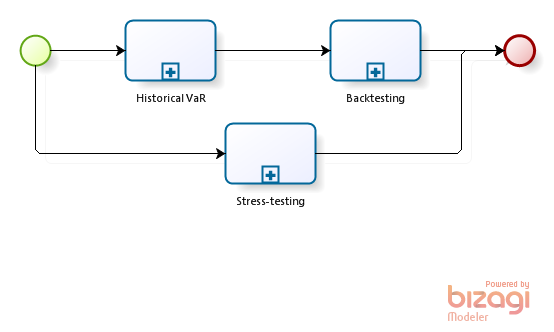 Historical VaR
Backtesting
Stress-testing
Powered by
bizagi
Modeler